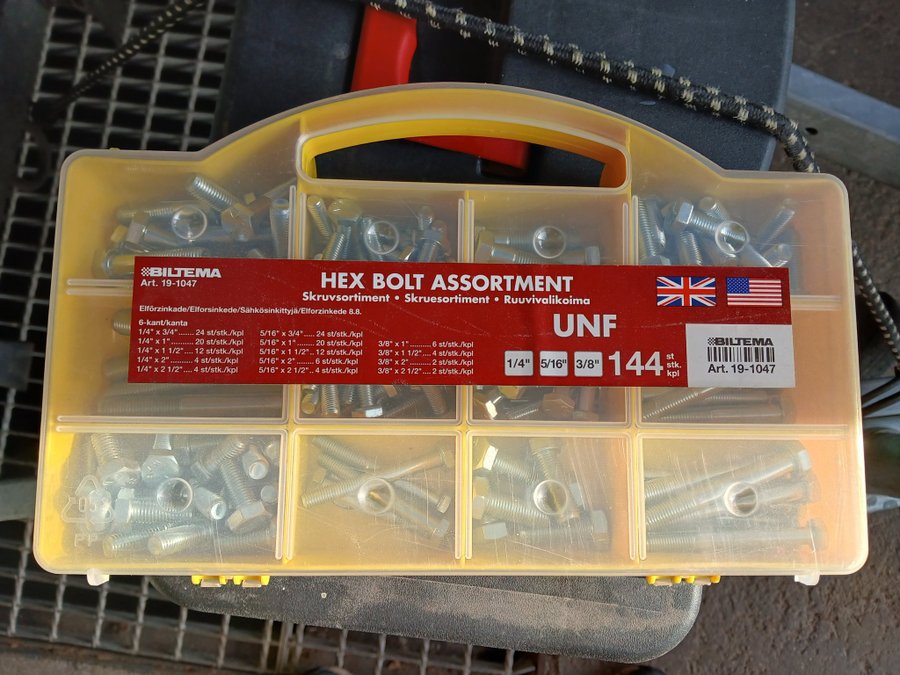 BILTEMA
Art. 19-1047
HEX BOLT ASSORTMENT
Skruvsortiment • Skruesortiment • Ruuvivalikoima
UNF
Elförzinkade/Elforsinkede/Sähkösinkittyjä/Elforzinkede 8.8.
6-kant/kanta
1/4" x 3/4" ........ 24 st/stk./kpl
1/4" x 1" ........... 20 st/stk./kpl
1/4" x 1 1/2" .... 12 st/stk./kpl
1/4" x 2" ........... 4 st/stk./kpl
1/4" x 2 1/2" .... 4 st/stk./kpl
5/16" x 3/4" ..... 24 st/stk./kpl
5/16" x 1" ........ 20 st/stk./kpl
5/16" x 1 1/2" .. 12 st/stk./kpl
5/16" x 2" ........ 6 st/stk./kpl
5/16" x 2 1/2" .. 4 st/stk./kpl
3/8" x 1" ........ 6 st/stk./kpl
3/8" x 1 1/2" .... 4 st/stk./kpl
3/8" x 2" ........ 2 st/stk./kpl
3/8" x 2 1/2" .... 2 st/stk./kpl
1/4" 5/16" 3/8" 144 st stk. kpl
BILTEMA
Art. 19-1047
PP